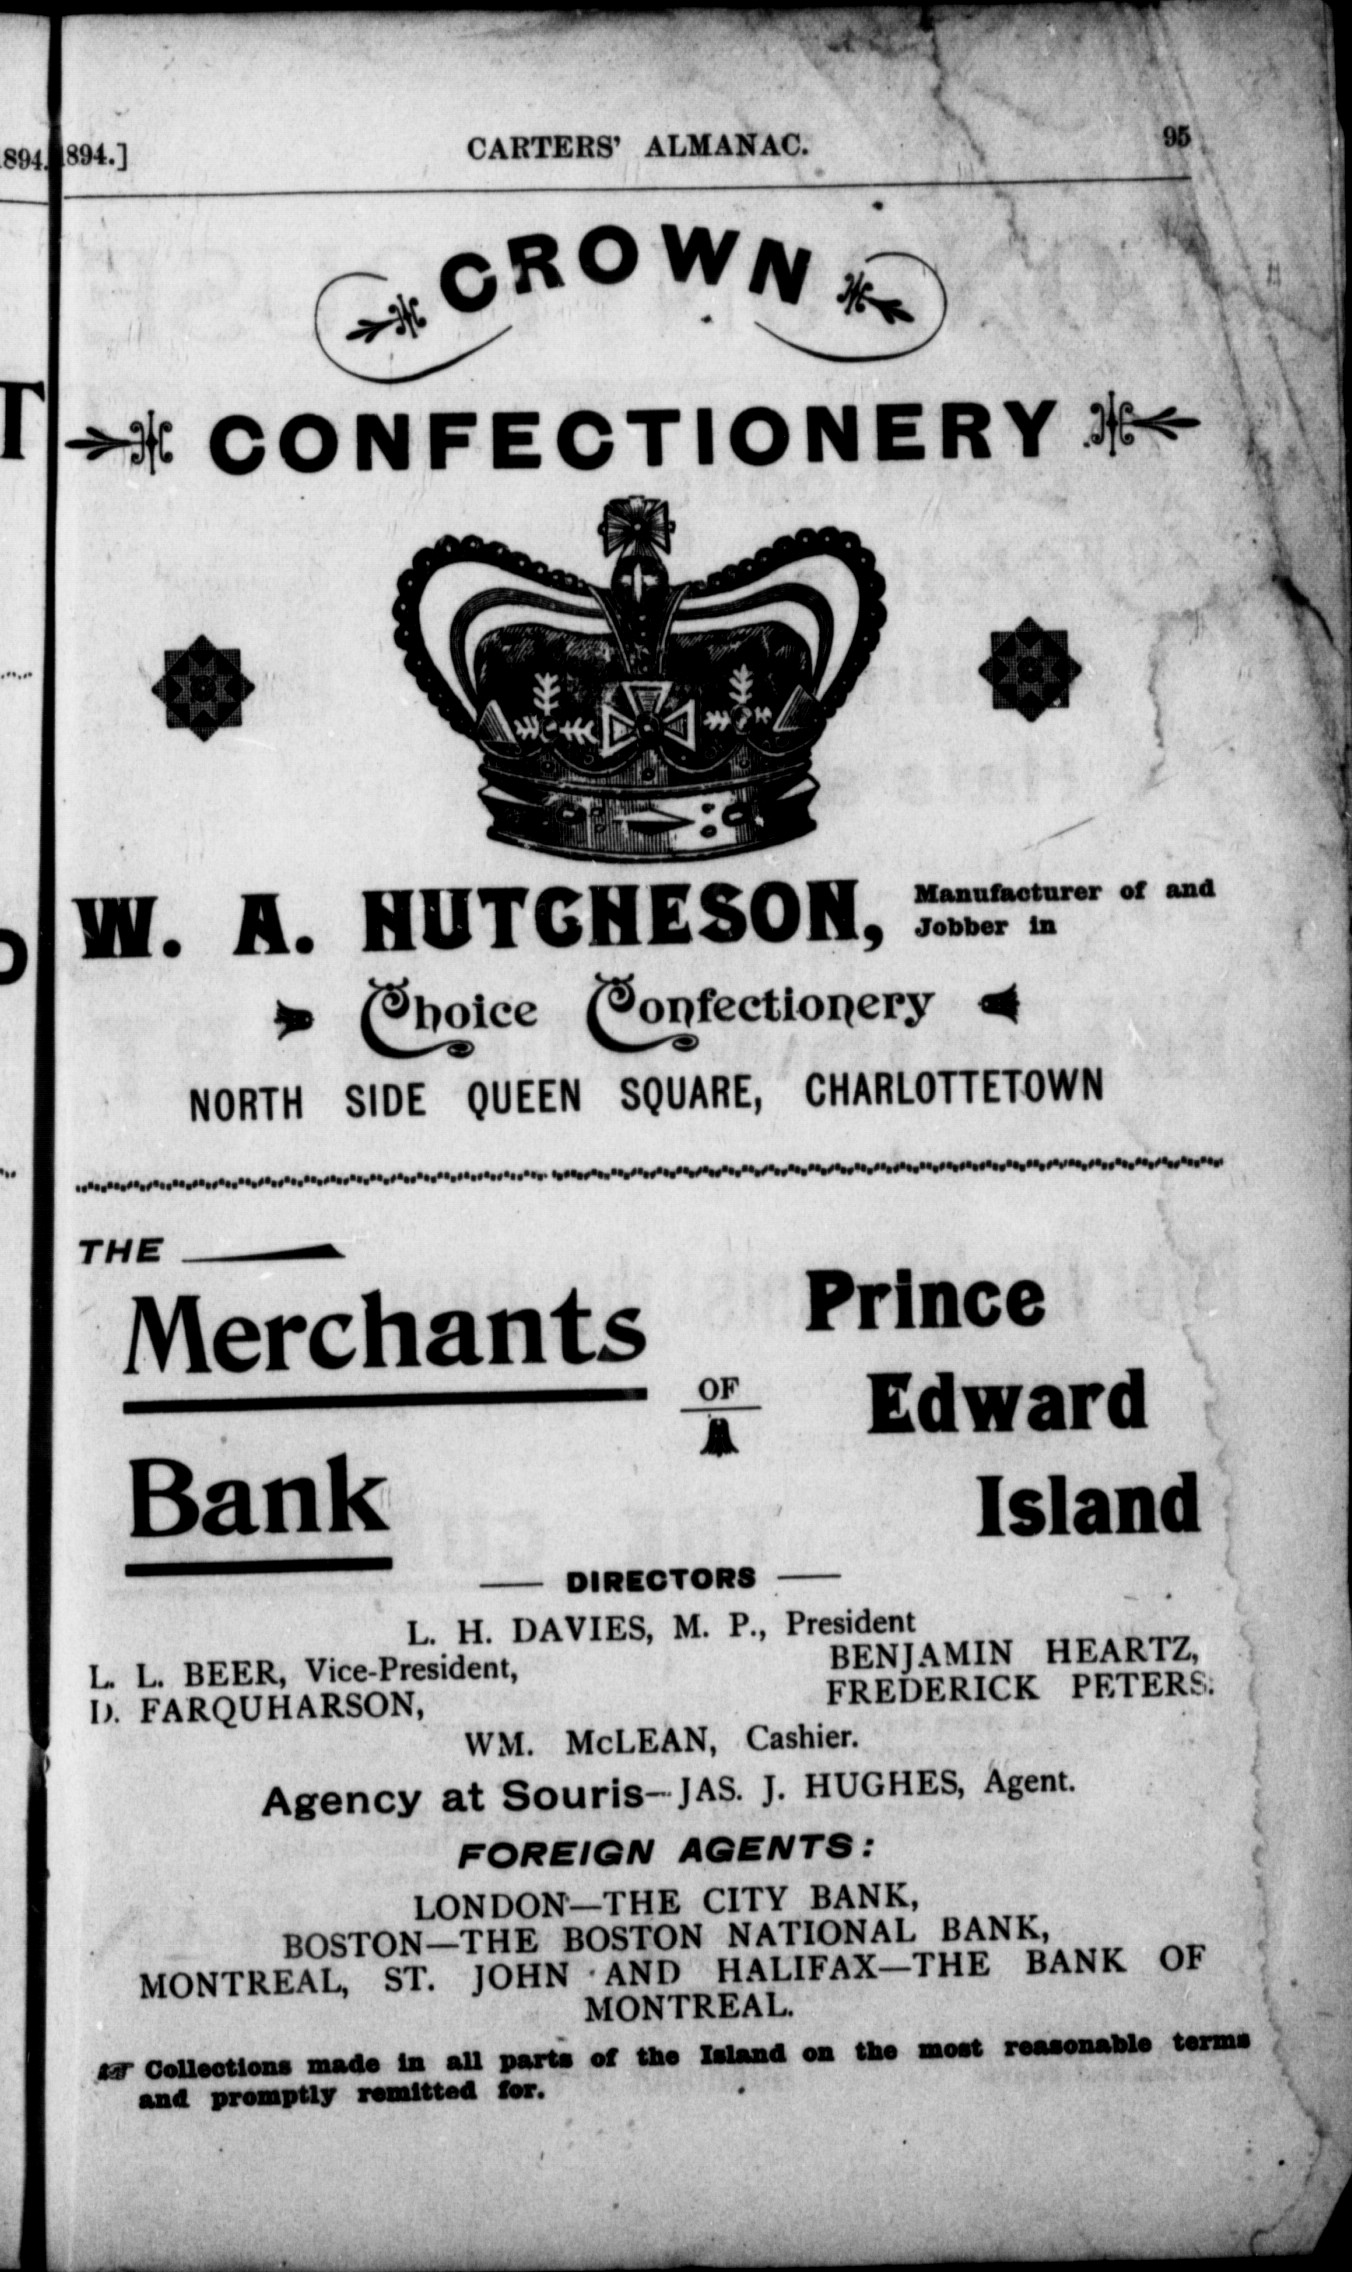 1894.] CARTERS' ALMANAC. 95
CROWN
CONFECTIONERY
W. A. HUTCHESON, Manufacturer of and
Jobber in
Choice Confectionery
NORTH SIDE QUEEN SQUARE, CHARLOTTETOWN
THE
Merchants
Bank
OF
Prince
Edward
Island
DIRECTORS
L. H. DAVIES, M. P., President
L. L. BEER, Vice-President, BENJAMIN HEARTZ,
D. FARQUHARSON, FREDERICK PETERS.
WM. McLEAN, Cashier.
Agency at Souris—JAS. J. HUGHES, Agent.
FOREIGN AGENTS:
LONDON—THE CITY BANK,
BOSTON—THE BOSTON NATIONAL BANK,
MONTREAL, ST. JOHN AND HALIFAX—THE BANK OF
MONTREAL.
☞ Collections made in all parts of the Island on the most reasonable terms
and promptly remitted for.